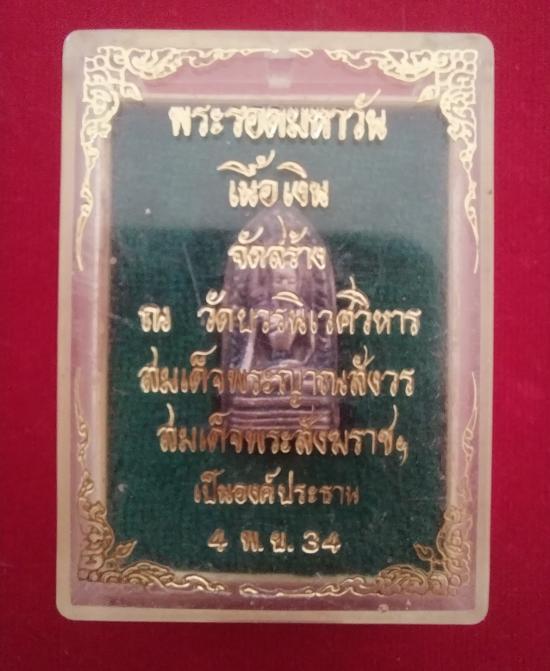 พระรอดมหาวัน
เนื้อเงิน
จัดสร้าง
ณ วัดบวรนิเวศวิหาร
สมเด็จพระญาณสังวร
สมเด็จพระสังฆราชฯ
เป็นองค์ประธาน
4 พ.ย. 34